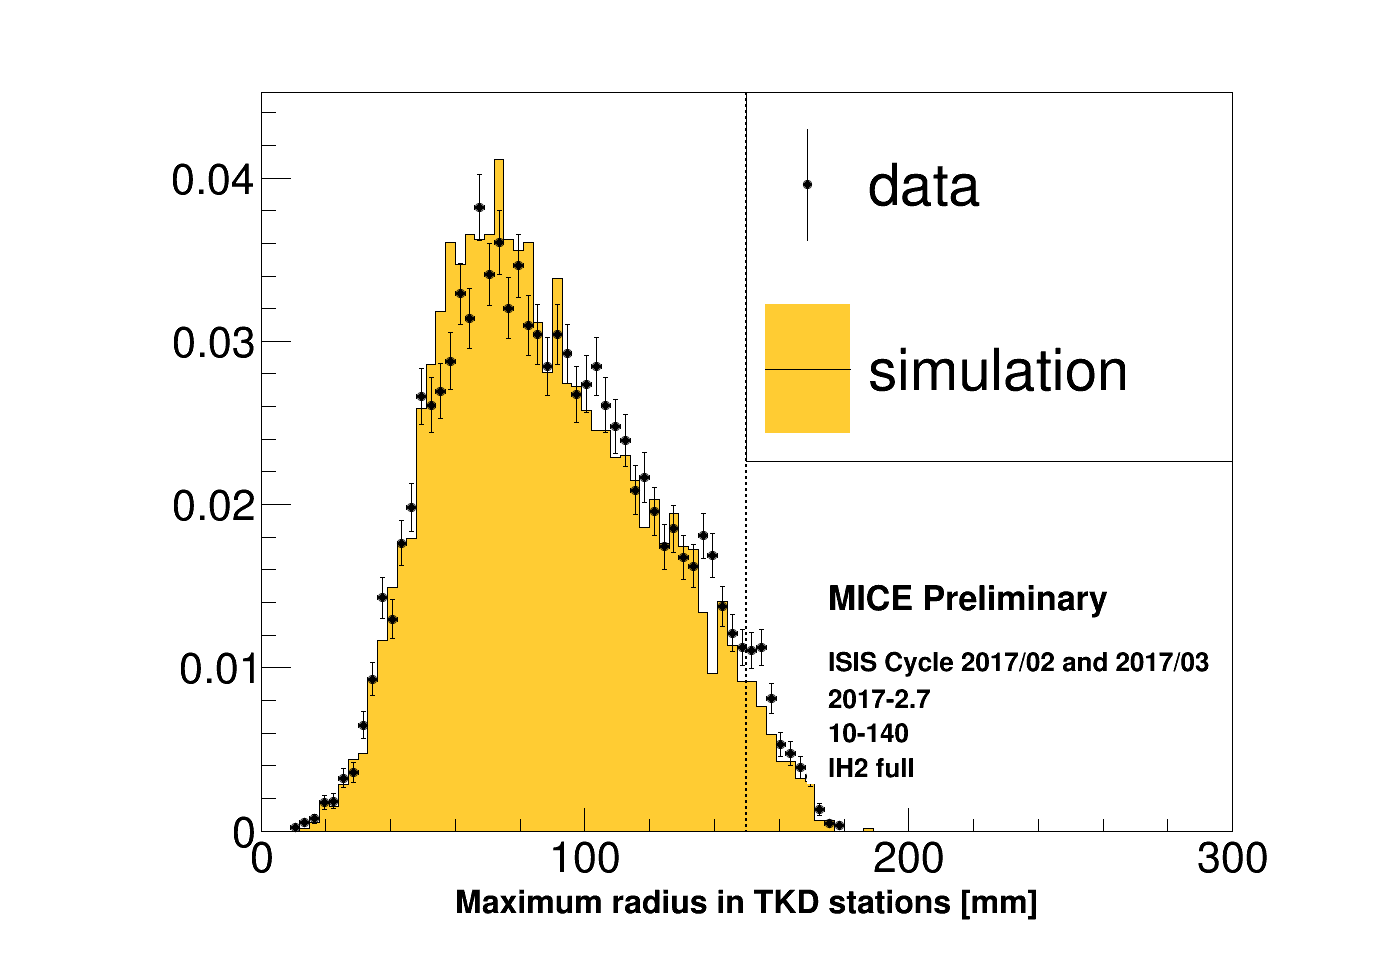 data
simulation
MICE Preliminary
ISIS Cycle 2017/02 and 2017/03
2017-2.7
10-140
IH2 full
0.04
0.03
0.02
0.01
0
0 100 200 300
Maximum radius in TKD stations [mm]